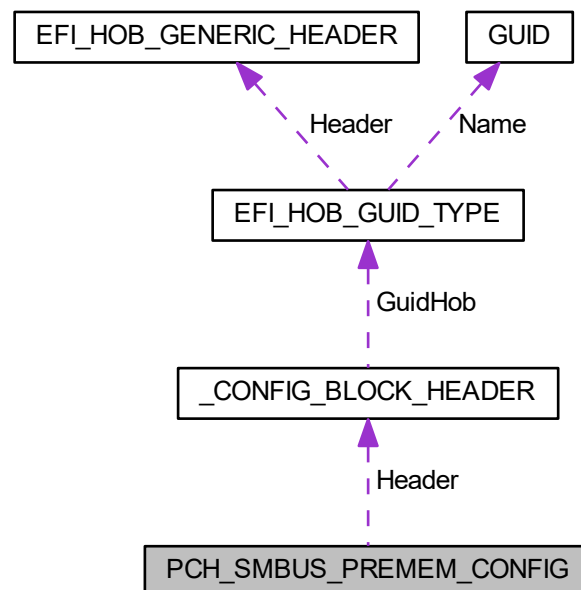 EFI_HOB_GENERIC_HEADER
GUID
Header
Name
EFI_HOB_GUID_TYPE
GuidHob
_CONFIG_BLOCK_HEADER
Header
PCH_SMBUS_PREMEM_CONFIG